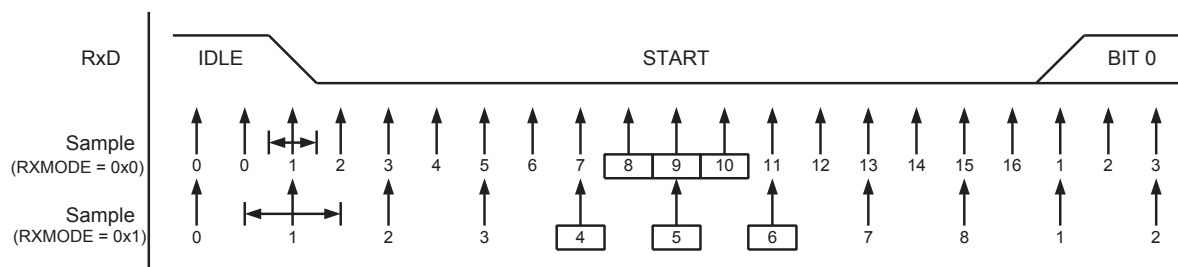 RxD IDLE START BIT 0
Sample
(RXMODE = 0x0) 0 0 1 2 3 4 5 6 7 8 9 10 11 12 13 14 15 16 1 2 3
Sample
(RXMODE = 0x1) 0 1 2 3 4 5 6 7 8 1 2